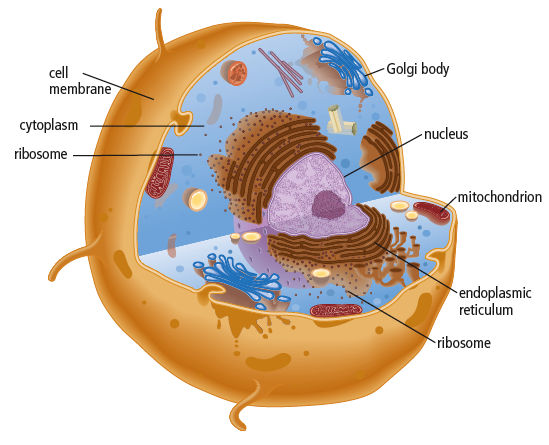 cell
membrane
cytoplasm
ribosome
Golgi body
nucleus
mitochondrion
endoplasmic
reticulum
ribosome